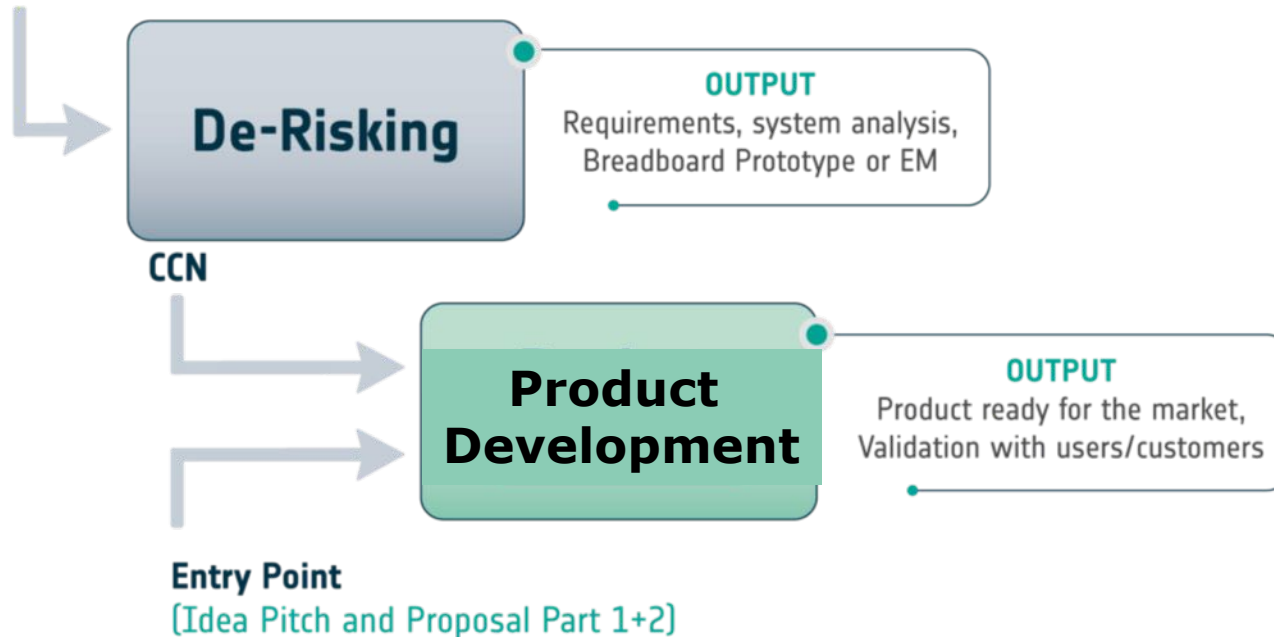 De-Risking
OUTPUT
Requirements, system analysis,
Breadboard Prototype or EM
CCN
Product
Development
OUTPUT
Product ready for the market,
Validation with users/customers
Entry Point
(Idea Pitch and Proposal Part 1+2)